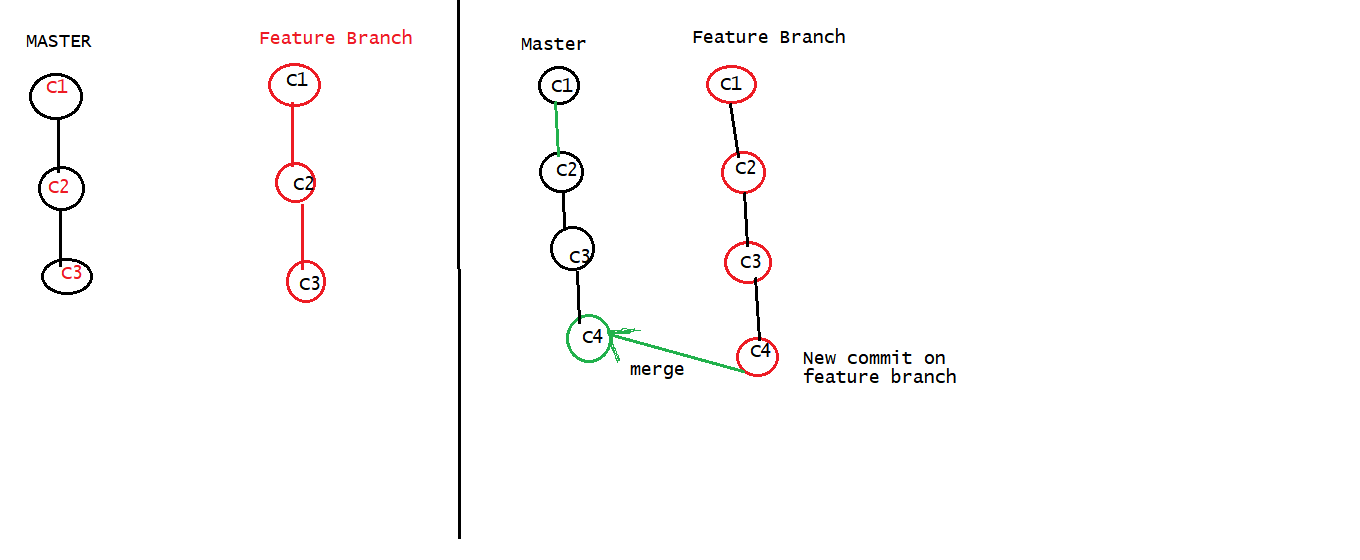 MASTER
c1
c2
c3
Feature Branch
c1
c2
c3
Master
c1
c2
c3
c4
merge
Feature Branch
c1
c2
c3
c4
New commit on
feature branch